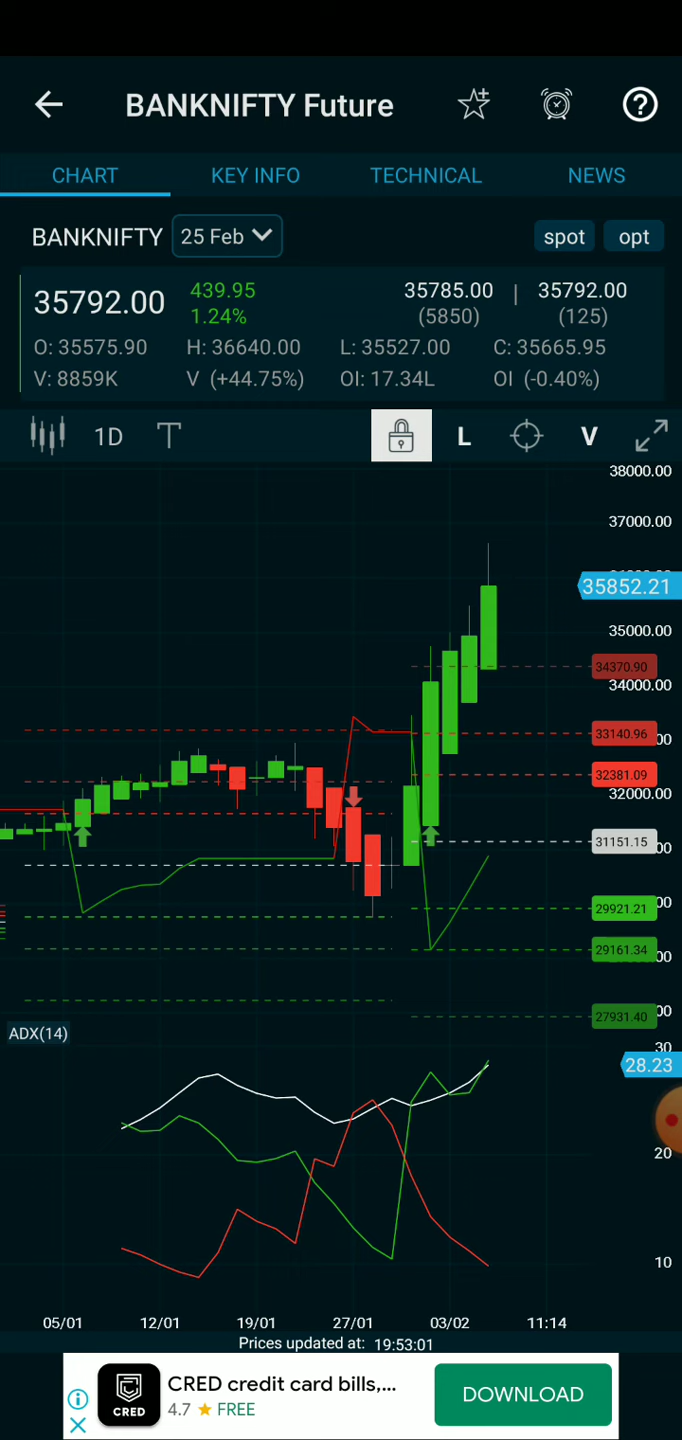 BANKNIFTY Future
CHART KEY INFO TECHNICAL NEWS
BANKNIFTY 25 Feb spot opt
35792.00 439.95 1.24% 35785.00 (5850) | 35792.00 (125)
O: 35575.90 H: 36640.00 L: 35527.00 C: 35665.95
V: 8859K V (+44.75%) OI: 17.34L OI (-0.40%)
1D T L V
38000.00
37000.00
35852.21
35000.00
34370.90
34000.00
33140.96
32381.09
32000.00
31151.15
29921.21
29161.34
27931.40
ADX(14)
30
28.23
20
10
05/01 12/01 19/01 27/01 03/02 11:14
Prices updated at: 19:53:01
CRED credit card bills,...
4.7 ★ FREE
CRED
DOWNLOAD